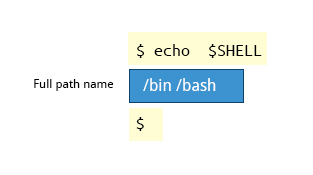 $ echo  $SHELL
Full path name
/bin /bash
$